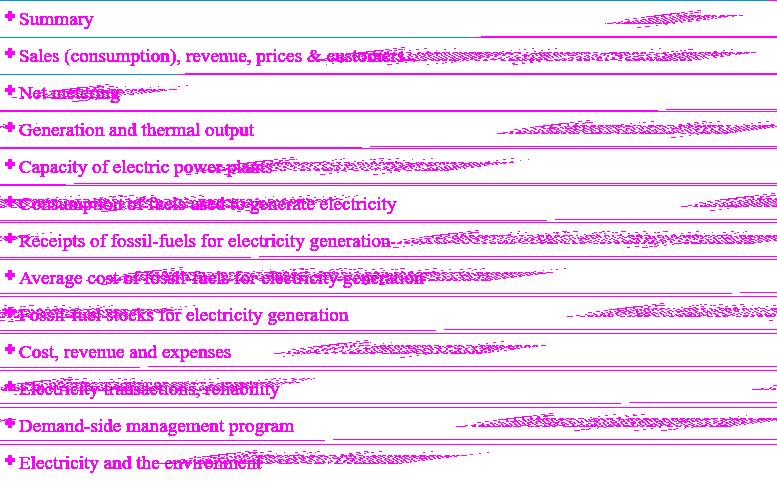 Summary
Sales (consumption), revenue, prices & customers
Net metering
Generation and thermal output
Capacity of electric power plants
Consumption of fuels used to generate electricity
Receipts of fossil-fuels for electricity generation
Average cost of fossil-fuels for electricity generation
Fossil-fuel stocks for electricity generation
Cost, revenue and expenses
Electricity transactions, reliability
Demand-side management program
Electricity and the environment